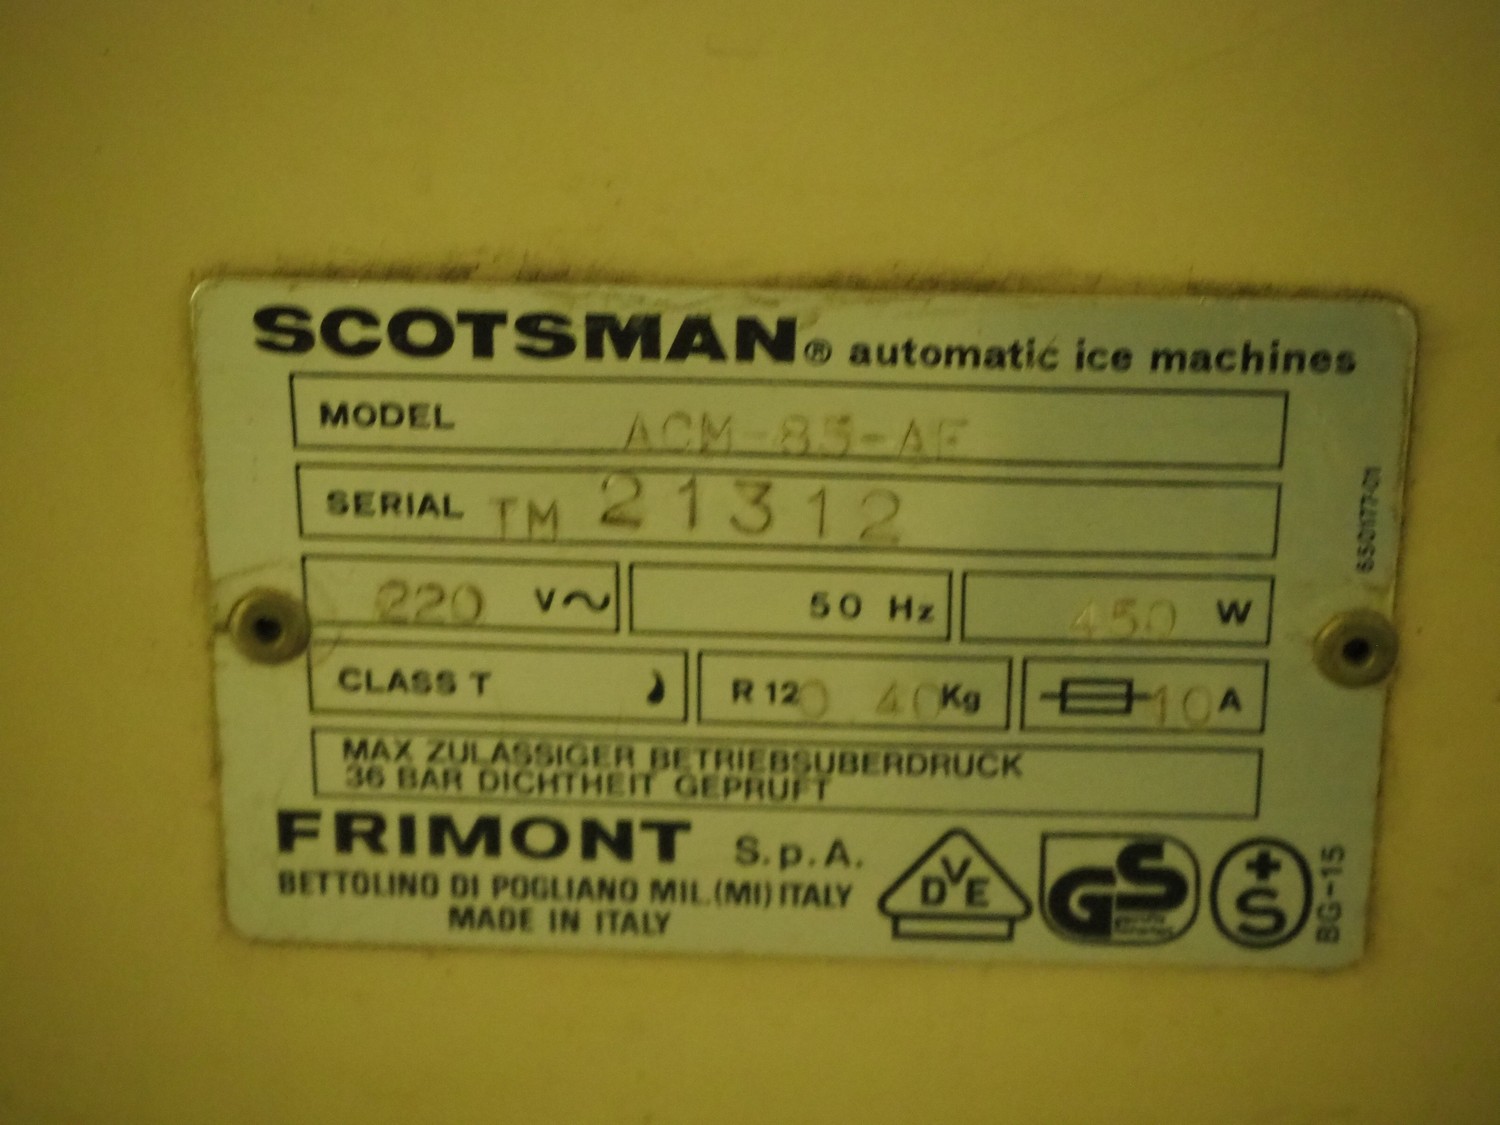 SCOTSMAN® automatic ice machines
MODEL ACM-85-AE
SERIAL TM 21312
220 V~ 50 Hz 450 W
CLASS T R 12 0 40 Kg 10 A
MAX ZULASSIGER BETRIEBSUBERDRUCK
36 BAR DICHTHEIT GEPRUFT
FRIMONT S.p.A.
BETTOLINO DI POGLIANO MIL.(MI) ITALY
MADE IN ITALY
DVE
GS
+S
BG-15